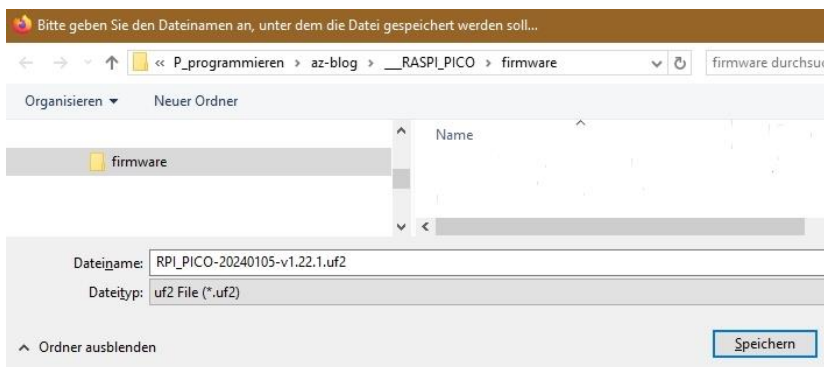 Bitte geben Sie den Dateinamen an, unter dem die Datei gespeichert werden soll...
« P_programmieren › az-blog › __RASPI_PICO › firmware
firmware durchsuc
Organisieren Neuer Ordner
Name
firmware
Dateiname: RPI_PICO-20240105-v1.22.1.uf2
Dateityp: uf2 File (*.uf2)
Ordner ausblenden
Speichern